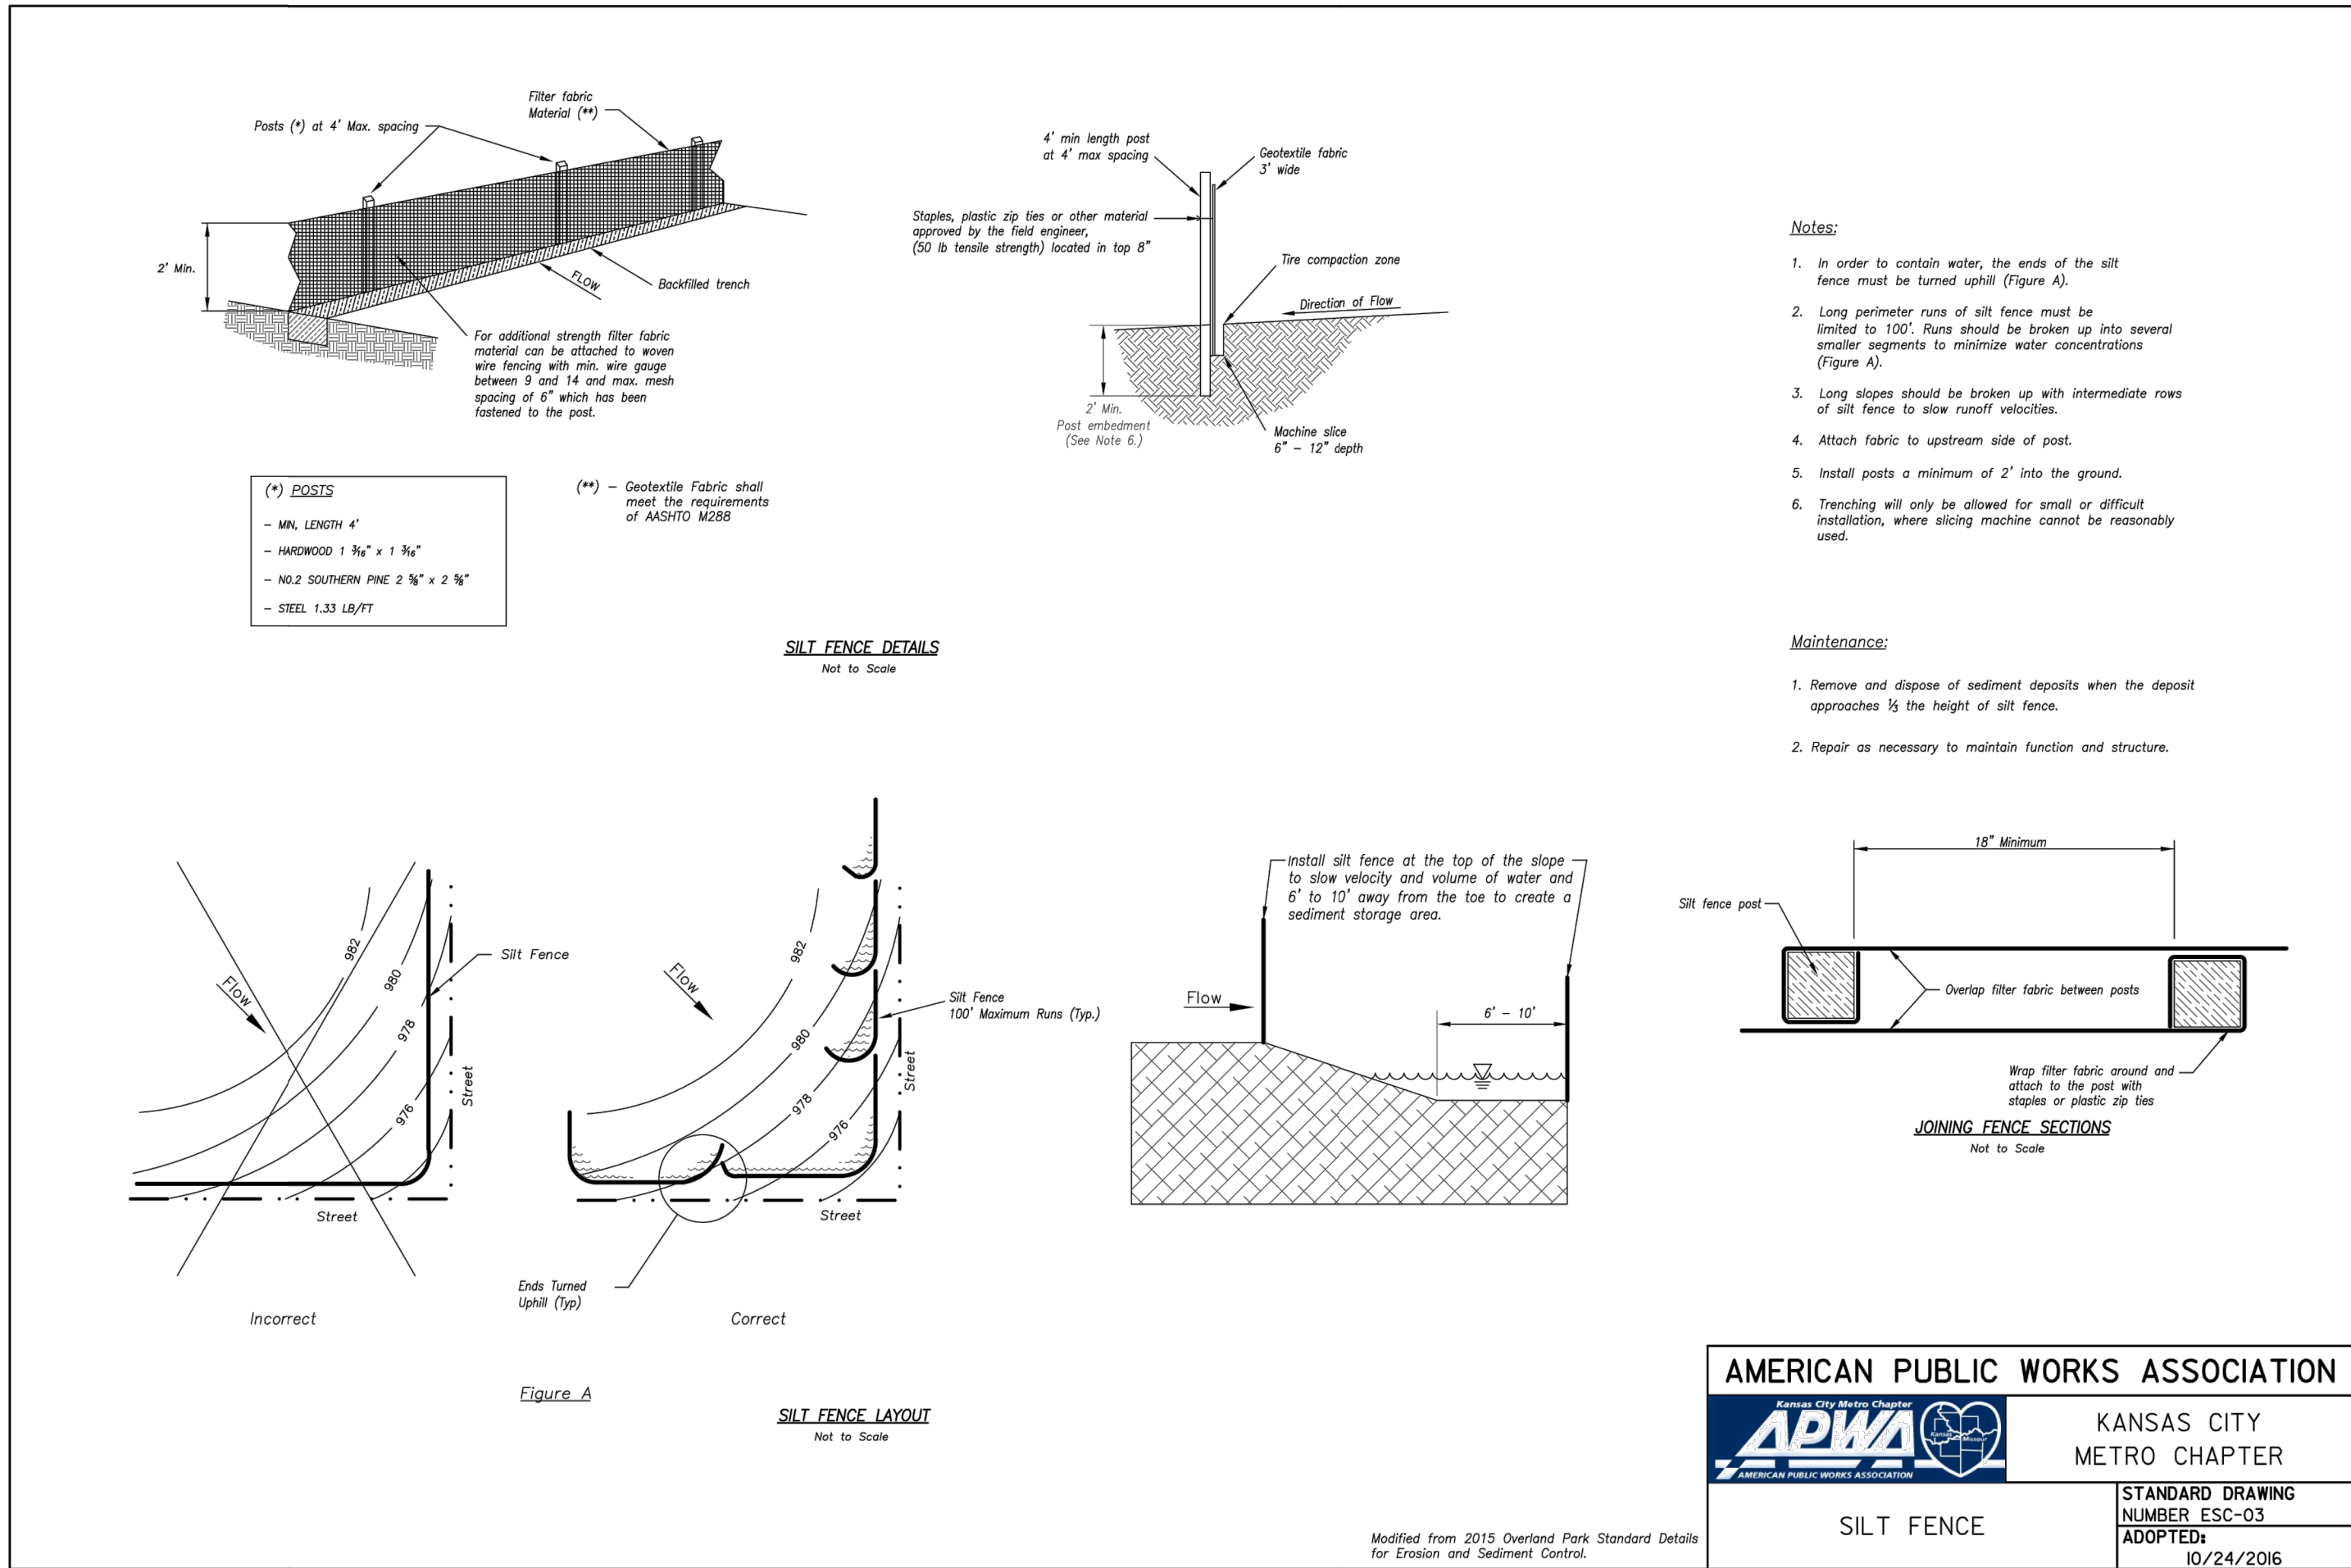 Filter fabric
Material (**)
Posts (*) at 4' Max. spacing
2' Min.
FLOW
Backfilled trench
For additional strength filter fabric
material can be attached to woven
wire fencing with min. wire gauge
between 9 and 14 and max. mesh
spacing of 6" which has been
fastened to the post.
(*) POSTS
- MIN, LENGTH 4'
- HARDWOOD 1 3/16" x 1 3/16"
- NO.2 SOUTHERN PINE 2 5/8" x 2 5/8"
- STEEL 1.33 LB/FT
(**) - Geotextile Fabric shall
meet the requirements
of AASHTO M288
4' min length post
at 4' max spacing
Geotextile fabric
3' wide
Staples, plastic zip ties or other material
approved by the field engineer,
(50 lb tensile strength) located in top 8"
Tire compaction zone
Direction of Flow
2' Min.
Post embedment
(See Note 6.)
Machine slice
6" - 12" depth
SILT FENCE DETAILS
Not to Scale
Notes:
1. In order to contain water, the ends of the silt
fence must be turned uphill (Figure A).
2. Long perimeter runs of silt fence must be
limited to 100'. Runs should be broken up into several
smaller segments to minimize water concentrations
(Figure A).
3. Long slopes should be broken up with intermediate rows
of silt fence to slow runoff velocities.
4. Attach fabric to upstream side of post.
5. Install posts a minimum of 2' into the ground.
6. Trenching will only be allowed for small or difficult
installation, where slicing machine cannot be reasonably
used.
Maintenance:
1. Remove and dispose of sediment deposits when the deposit
approaches 1/3 the height of silt fence.
2. Repair as necessary to maintain function and structure.
982
980
978
976
Flow
Silt Fence
Street
Street
Incorrect
982
980
978
976
Flow
Silt Fence
100' Maximum Runs (Typ.)
Street
Street
Ends Turned
Uphill (Typ)
Correct
Figure A
SILT FENCE LAYOUT
Not to Scale
Install silt fence at the top of the slope
to slow velocity and volume of water and
6' to 10' away from the toe to create a
sediment storage area.
Flow
6' - 10'
18" Minimum
Silt fence post
Overlap filter fabric between posts
Wrap filter fabric around and
attach to the post with
staples or plastic zip ties
JOINING FENCE SECTIONS
Not to Scale
Modified from 2015 Overland Park Standard Details
for Erosion and Sediment Control.
AMERICAN PUBLIC WORKS ASSOCIATION
Kansas City Metro Chapter
APWA
Kansas
Missouri
AMERICAN PUBLIC WORKS ASSOCIATION
KANSAS CITY
METRO CHAPTER
SILT FENCE
STANDARD DRAWING
NUMBER ESC-03
ADOPTED:
10/24/2016